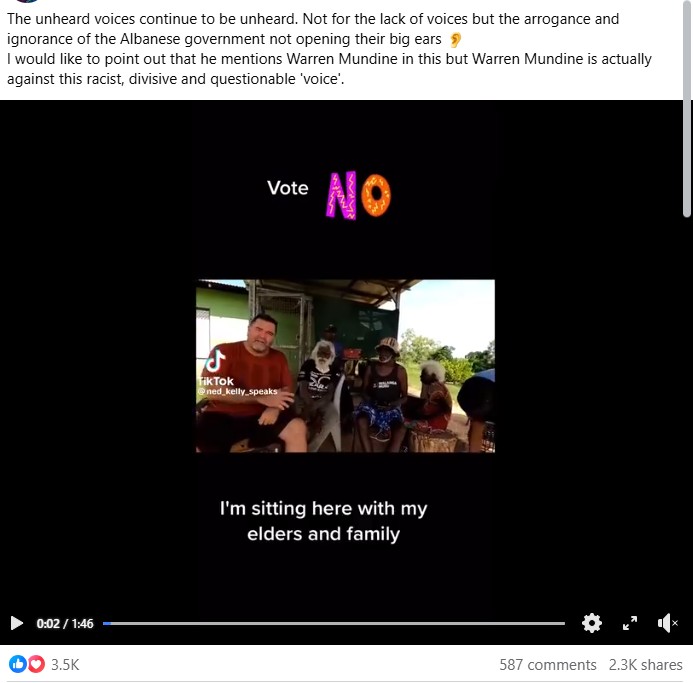 The unheard voices continue to be unheard. Not for the lack of voices but the arrogance and
ignorance of the Albanese government not opening their big ears 👂
I would like to point out that he mentions Warren Mundine in this but Warren Mundine is actually
against this racist, divisive and questionable 'voice'.
Vote NO
TikTok
@ned_kelly_speaks
I'm sitting here with my
elders and family
0:02 / 1:46
3.5K
587 comments 2.3K shares